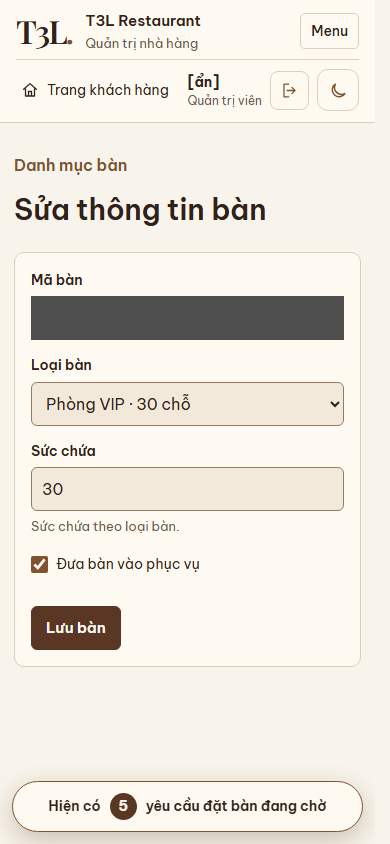 T3L.
T3L Restaurant
Quản trị nhà hàng
Menu
Trang khách hàng
[ẩn]
Quản trị viên
Danh mục bàn
Sửa thông tin bàn
Mã bàn
Loại bàn
Phòng VIP · 30 chỗ
Sức chứa
30
Sức chứa theo loại bàn.
Đưa bàn vào phục vụ
Lưu bàn
Hiện có 5 yêu cầu đặt bàn đang chờ